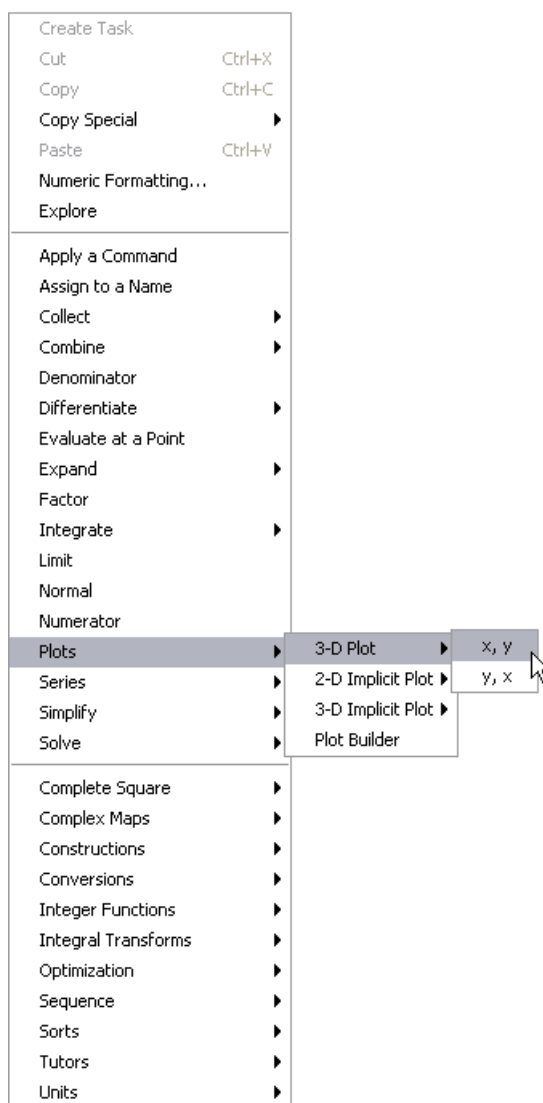 Create Task
Cut Ctrl+X
Copy Ctrl+C
Copy Special
Paste Ctrl+V
Numeric Formatting...
Explore
Apply a Command
Assign to a Name
Collect
Combine
Denominator
Differentiate
Evaluate at a Point
Expand
Factor
Integrate
Limit
Normal
Numerator
Plots
Series
Simplify
Solve
3-D Plot
2-D Implicit Plot
3-D Implicit Plot
Plot Builder
x, y
y, x
Complete Square
Complex Maps
Constructions
Conversions
Integer Functions
Integral Transforms
Optimization
Sequence
Sorts
Tutors
Units